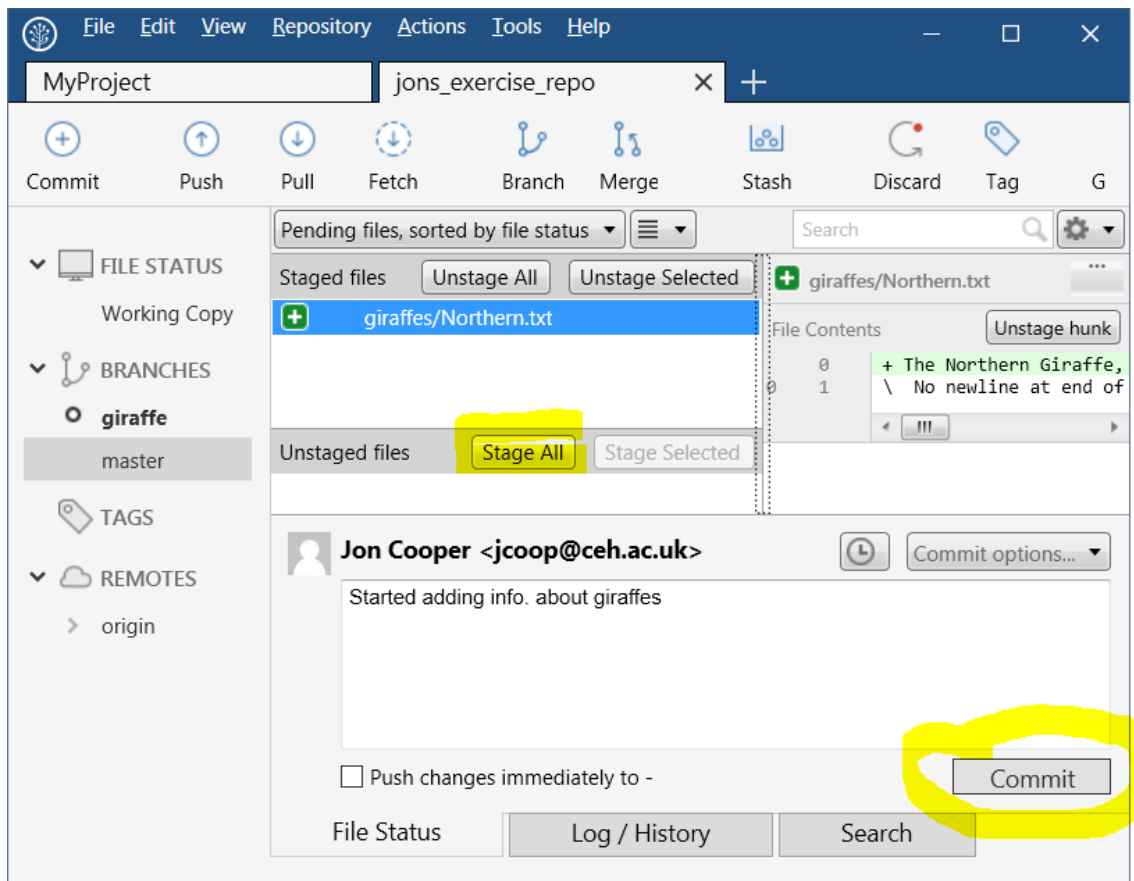 File Edit View Repository Actions Tools Help
MyProject jons_exercise_repo
Commit Push Pull Fetch Branch Merge Stash Discard Tag G
Pending files, sorted by file status Search
FILE STATUS
Working Copy
BRANCHES
giraffe
master
TAGS
REMOTES
origin
Staged files Unstage All Unstage Selected
giraffes/Northern.txt
Unstaged files Stage All Stage Selected
giraffes/Northern.txt
File Contents Unstage hunk
0 + The Northern Giraffe,
0 1 \ No newline at end of
Jon Cooper <jcoop@ceh.ac.uk> Commit options...
Started adding info. about giraffes
Push changes immediately to -
Commit
File Status Log / History Search